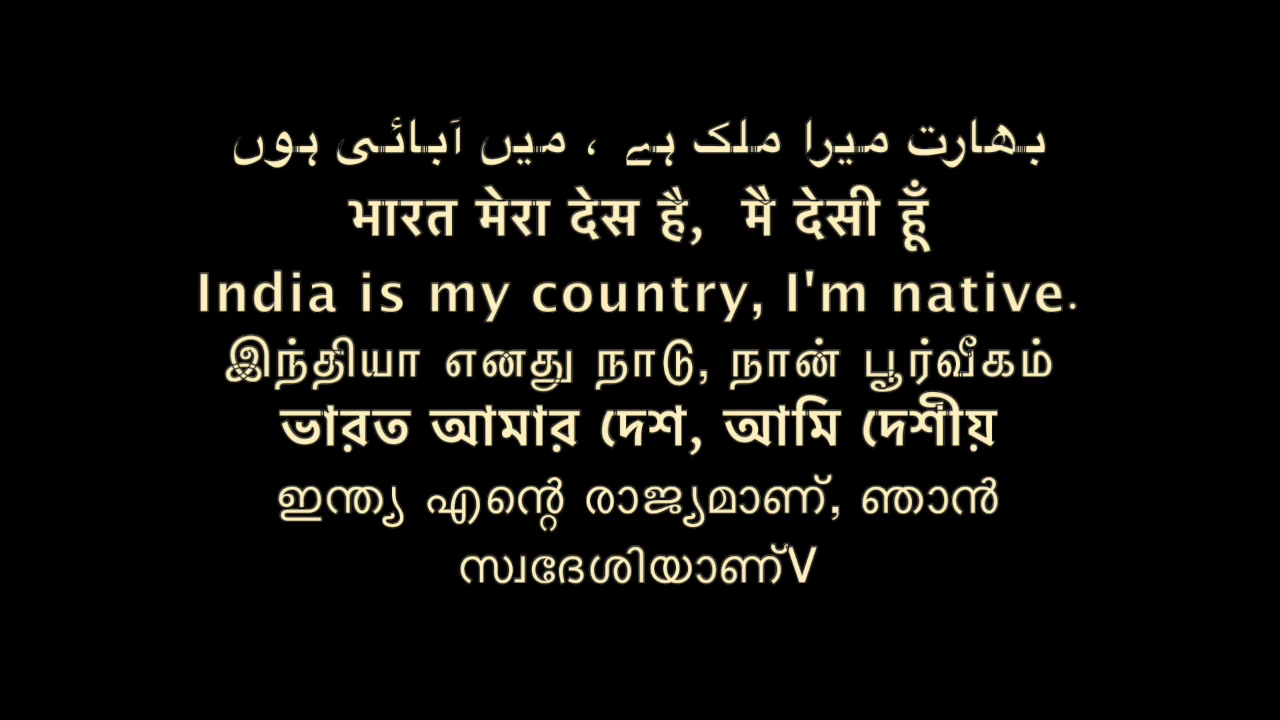 بھارت میرا ملک ہے ، میں آبائی ہوں
भारत मेरा देस है, मै देसी हूँ
India is my country, I'm native.
இந்தியா எனது நாடு, நான் பூர்வீகம்
ভারত আমার দেশ, আমি দেশীয়
ഇന്ത്യ എന്റെ രാജ്യമാണ്, ഞാൻ
സ്വദേശിയാണ്V